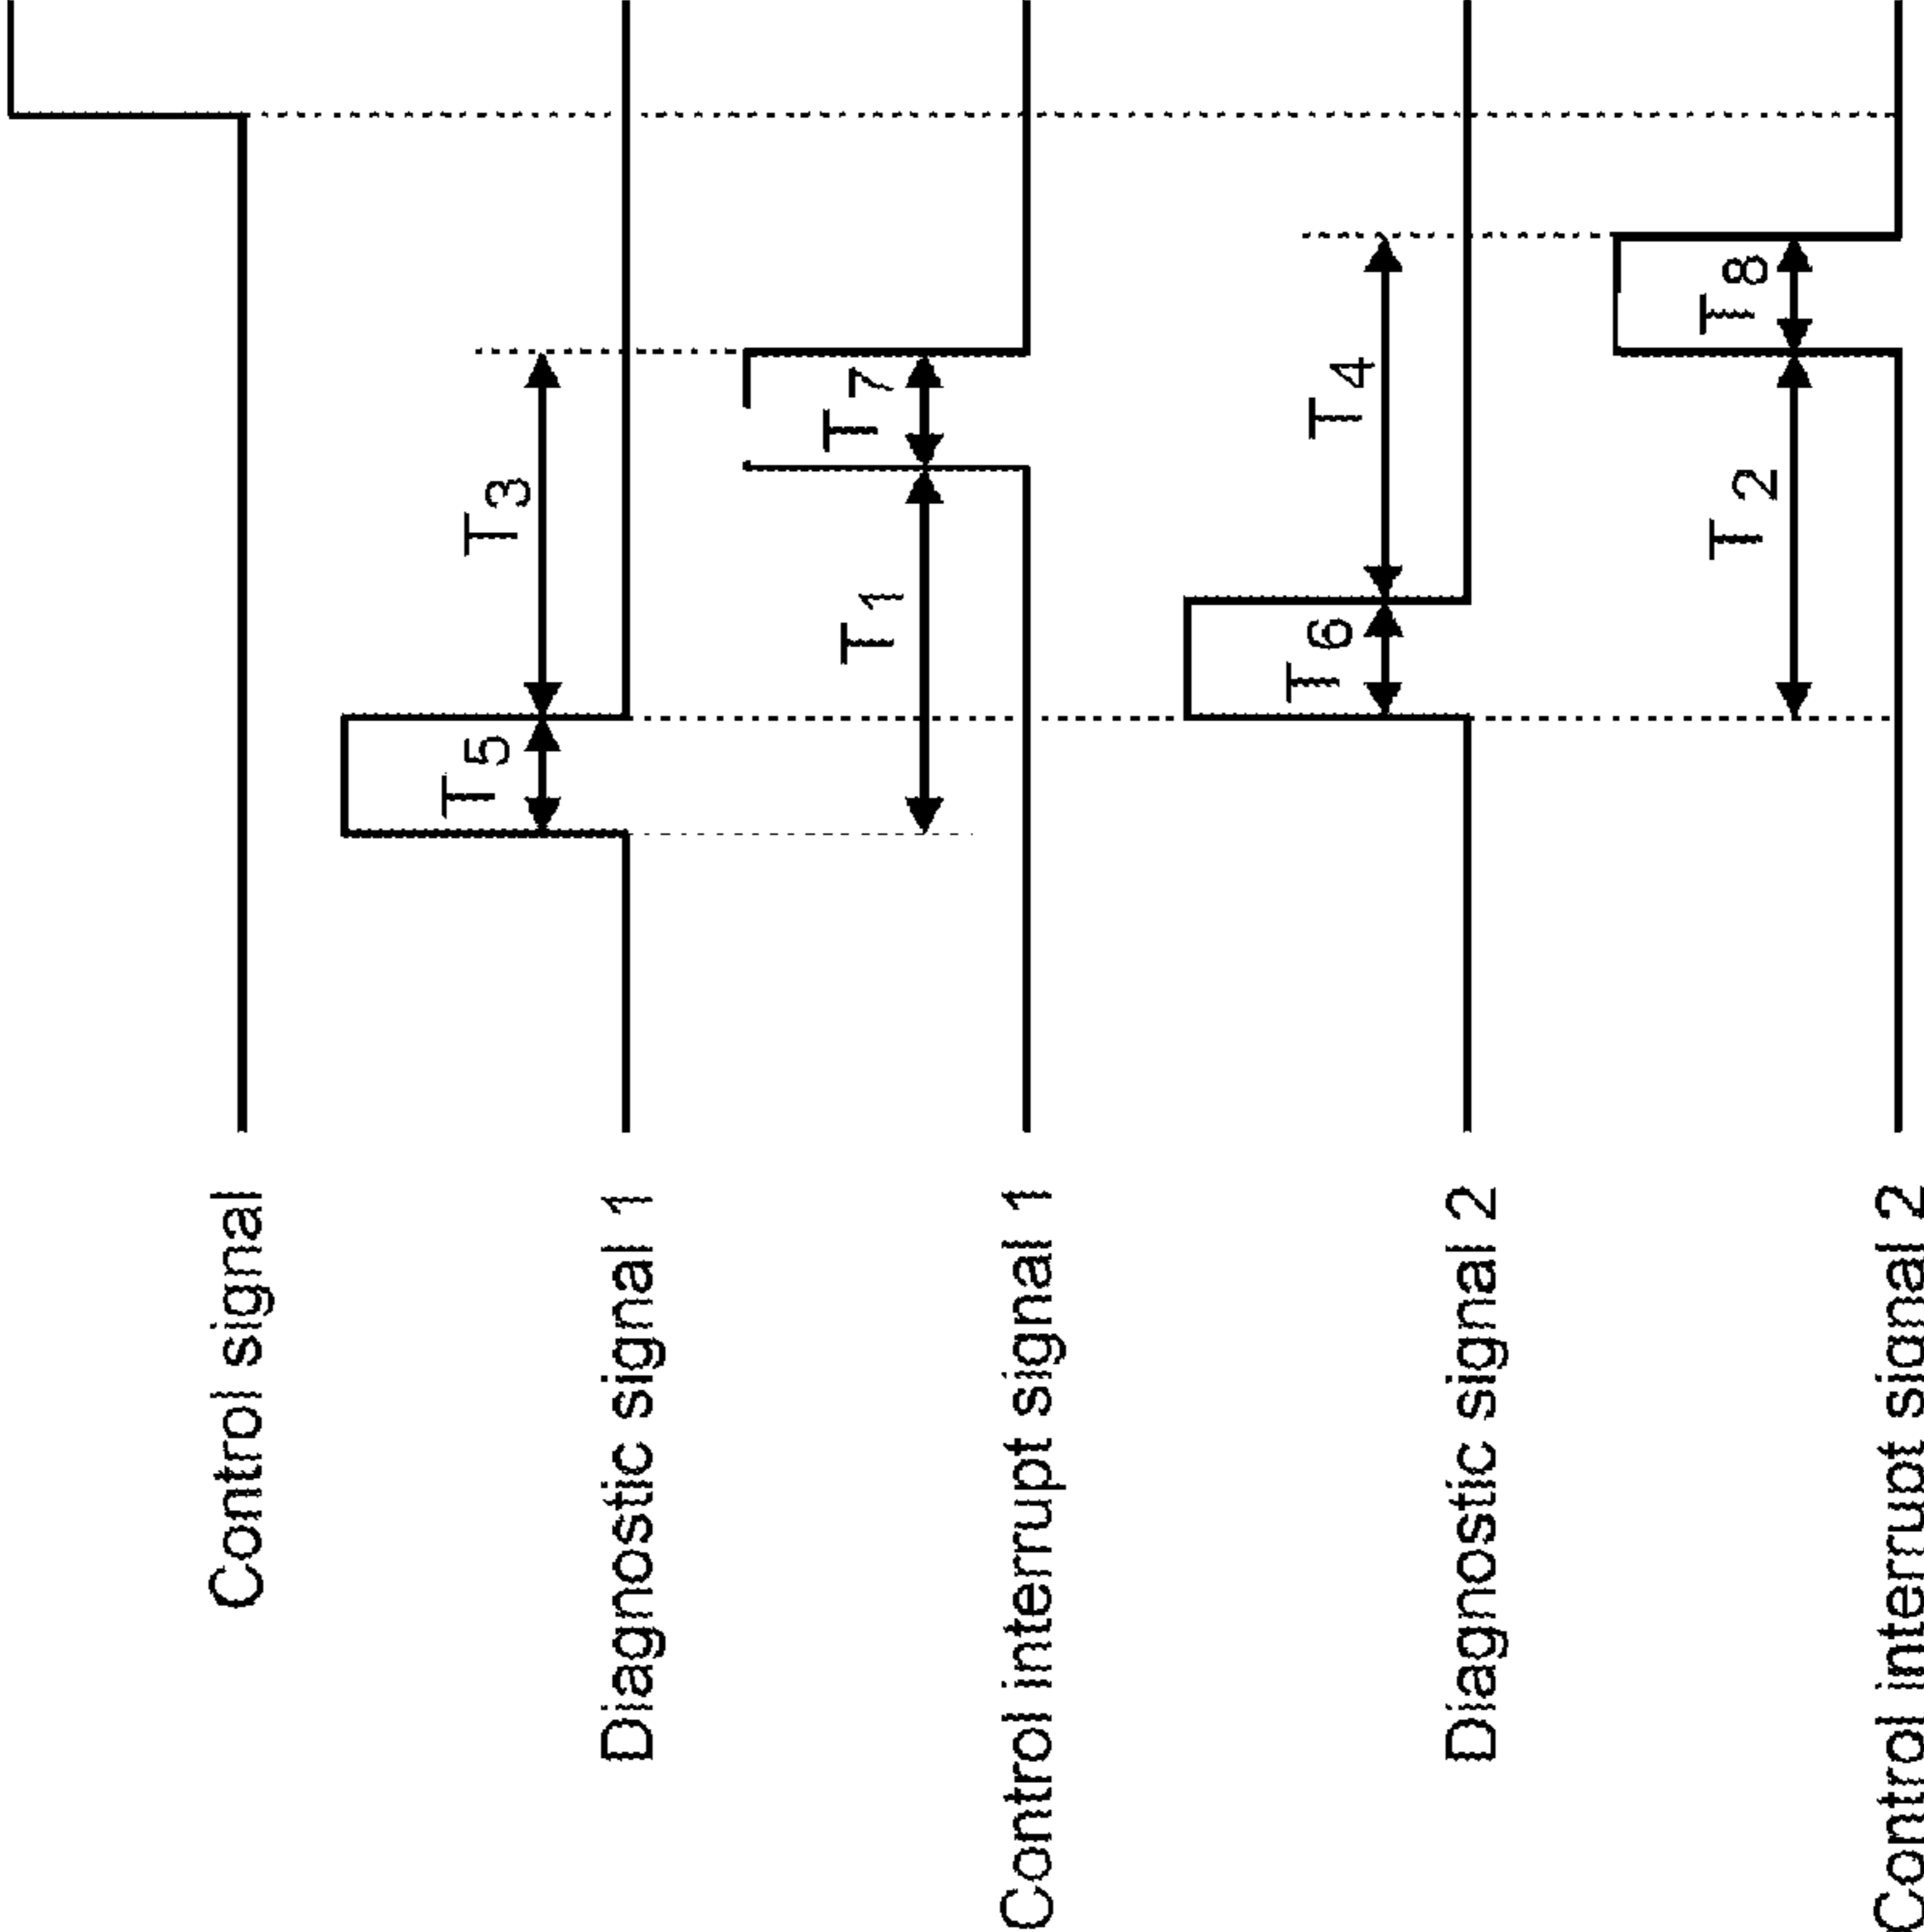 Control signal
Diagnostic signal 1
T5
T3
Control interrupt signal 1
T1
T7
Diagnostic signal 2
T6
T4
Control interrupt signal 2
T2
T8